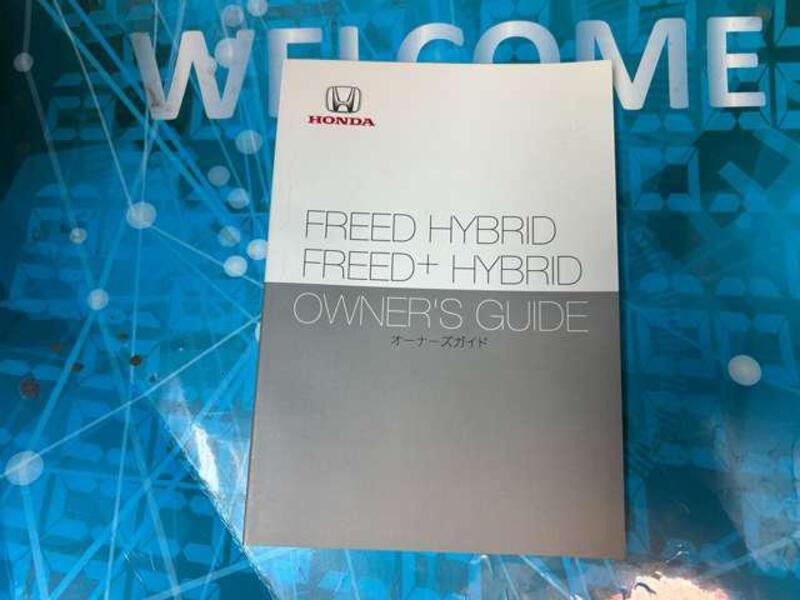 WELCOME
HONDA
FREED HYBRID
FREED+ HYBRID
OWNER'S GUIDE
オーナーズガイド